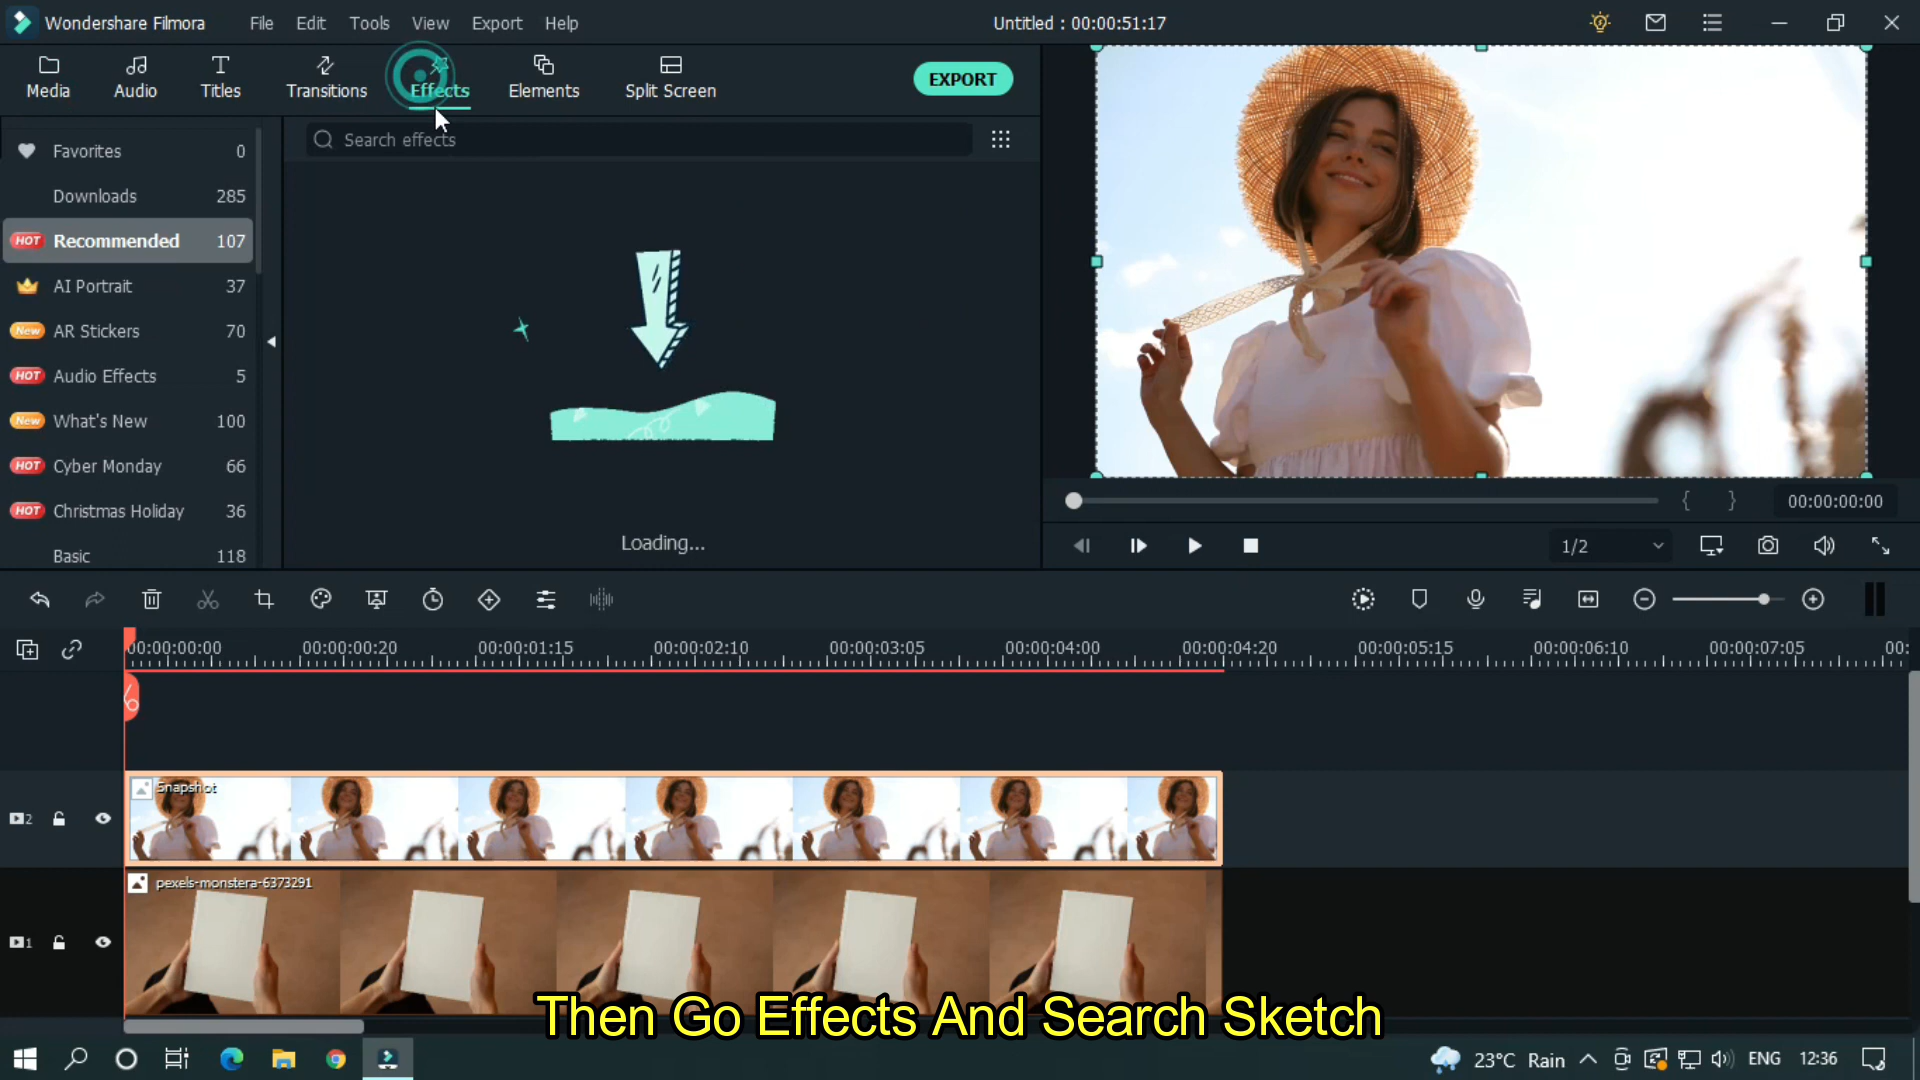 Wondershare Filmora File Edit Tools View Export Help Untitled : 00:00:51:17
Media Audio Titles Transitions Effects Elements Split Screen EXPORT
Search effects
Favorites 0
Downloads 285
HOT Recommended 107
AI Portrait 37
New AR Stickers 70
HOT Audio Effects 5
New What's New 100
HOT Cyber Monday 66
HOT Christmas Holiday 36
Basic 118
Loading...
{ } 00:00:00:00
1/2
00:00:00:00 00:00:00:20 00:00:01:15 00:00:02:10 00:00:03:05 00:00:04:00 00:00:04:20 00:00:05:15 00:00:06:10 00:00:07:05 00:
Snapshot
2
pexels-monstera-6373291
1
Then Go Effects And Search Sketch
23°C Rain ENG 12:36